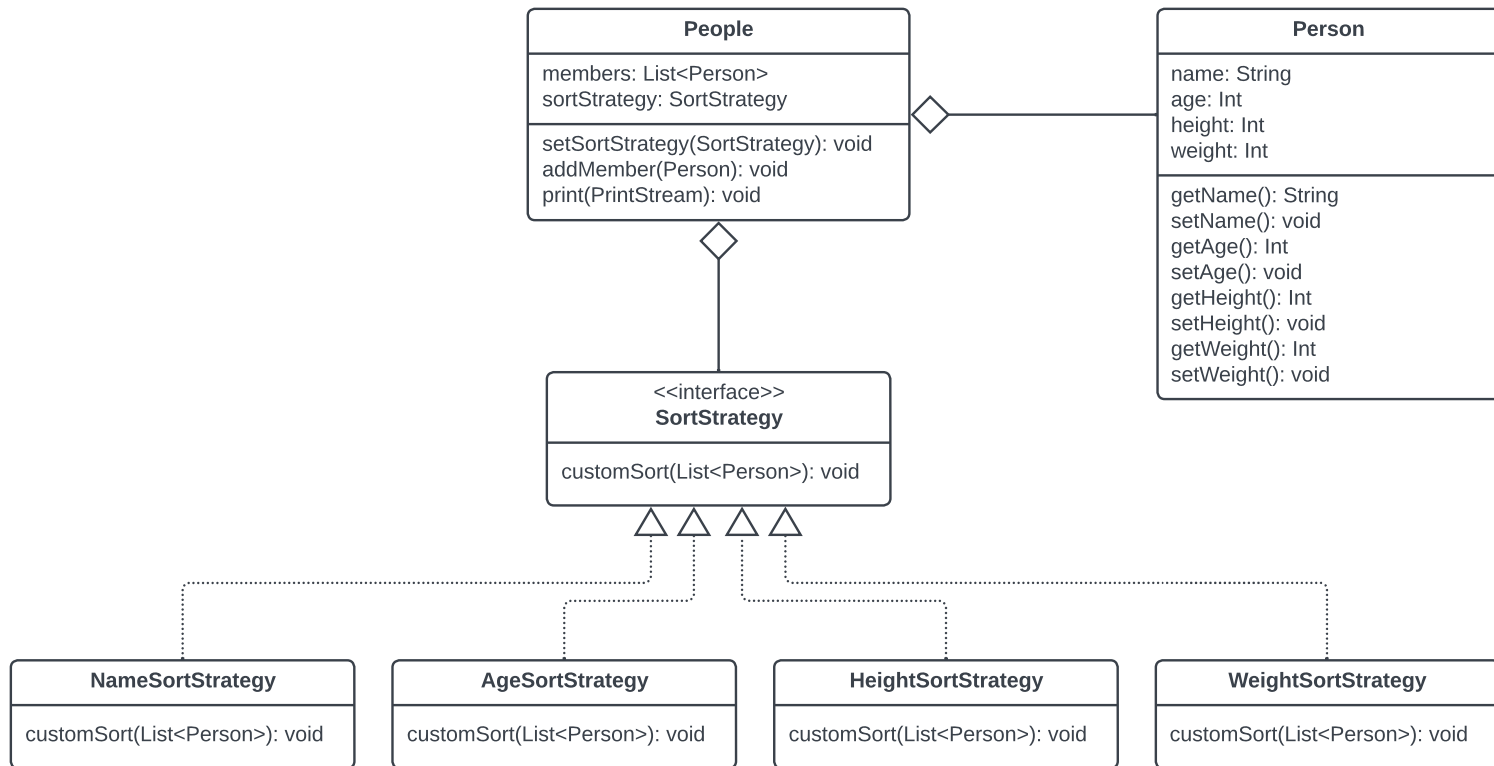 People
members: List<Person>
sortStrategy: SortStrategy
setSortStrategy(SortStrategy): void
addMember(Person): void
print(PrintStream): void
Person
name: String
age: Int
height: Int
weight: Int
getName(): String
setName(): void
getAge(): Int
setAge(): void
getHeight(): Int
setHeight(): void
getWeight(): Int
setWeight(): void
<<interface>>
SortStrategy
customSort(List<Person>): void
NameSortStrategy
customSort(List<Person>): void
AgeSortStrategy
customSort(List<Person>): void
HeightSortStrategy
customSort(List<Person>): void
WeightSortStrategy
customSort(List<Person>): void